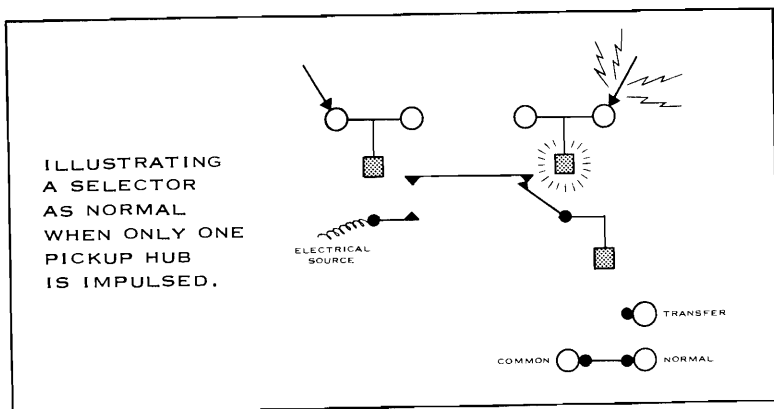 ILLUSTRATING
A SELECTOR
AS NORMAL
WHEN ONLY ONE
PICKUP HUB
IS IMPULSED.
ELECTRICAL
SOURCE
TRANSFER
COMMON
NORMAL